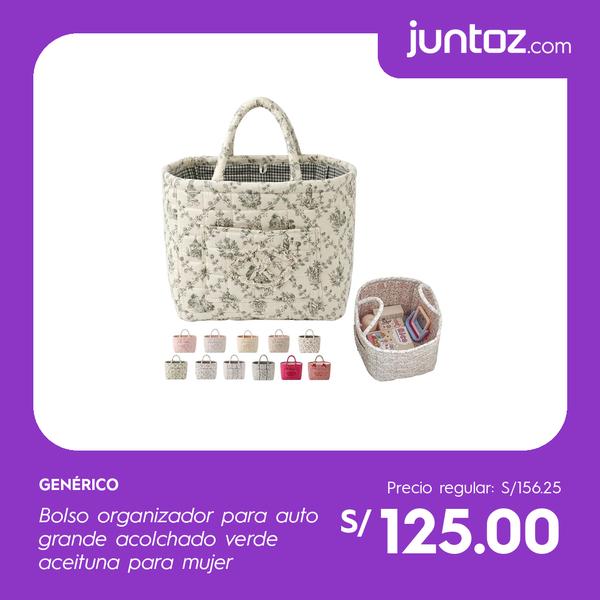 juntoz.com
GENÉRICO
Bolso organizador para auto
grande acolchado verde
aceituna para mujer
Precio regular: S/156.25
S/125.00